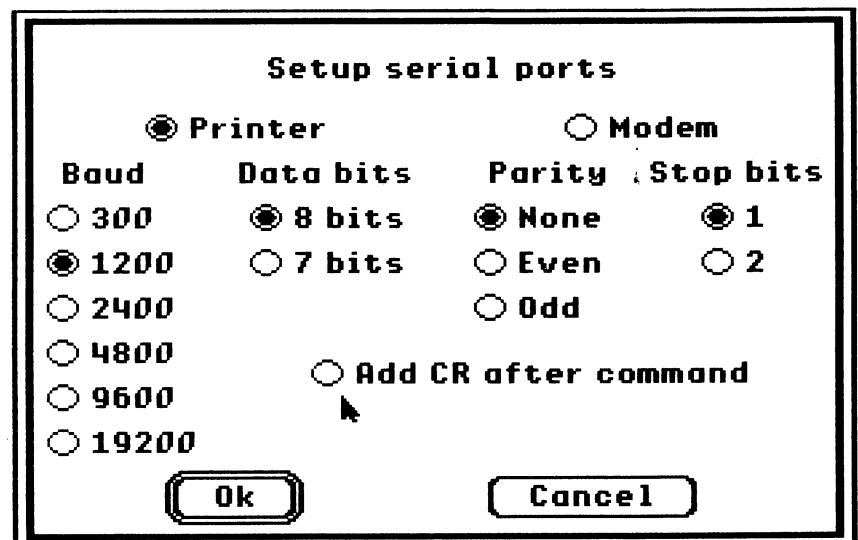 Setup serial ports
Printer Modem
Baud Data bits Parity Stop bits
300 8 bits None 1
1200 7 bits Even 2
2400 Odd
4800
Add CR after command
9600
19200
Ok Cancel